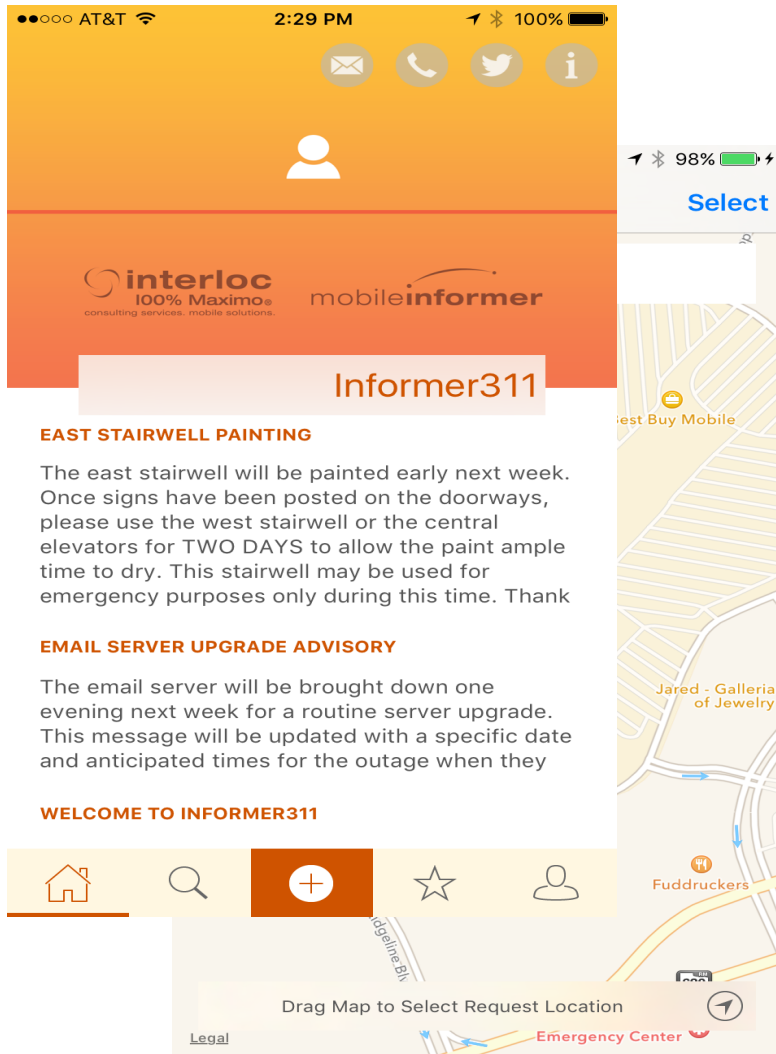 AT&T 2:29 PM 100%
interloc
100% Maximo®
consulting services. mobile solutions.
mobileinformer
Informer311
EAST STAIRWELL PAINTING
The east stairwell will be painted early next week.
Once signs have been posted on the doorways,
please use the west stairwell or the central
elevators for TWO DAYS to allow the paint ample
time to dry. This stairwell may be used for
emergency purposes only during this time. Thank
EMAIL SERVER UPGRADE ADVISORY
The email server will be brought down one
evening next week for a routine server upgrade.
This message will be updated with a specific date
and anticipated times for the outage when they
WELCOME TO INFORMER311
98%
Select
est Buy Mobile
Jared - Galleria
of Jewelry
Fuddruckers
dgeline Bl
Drag Map to Select Request Location
Legal
Emergency Center